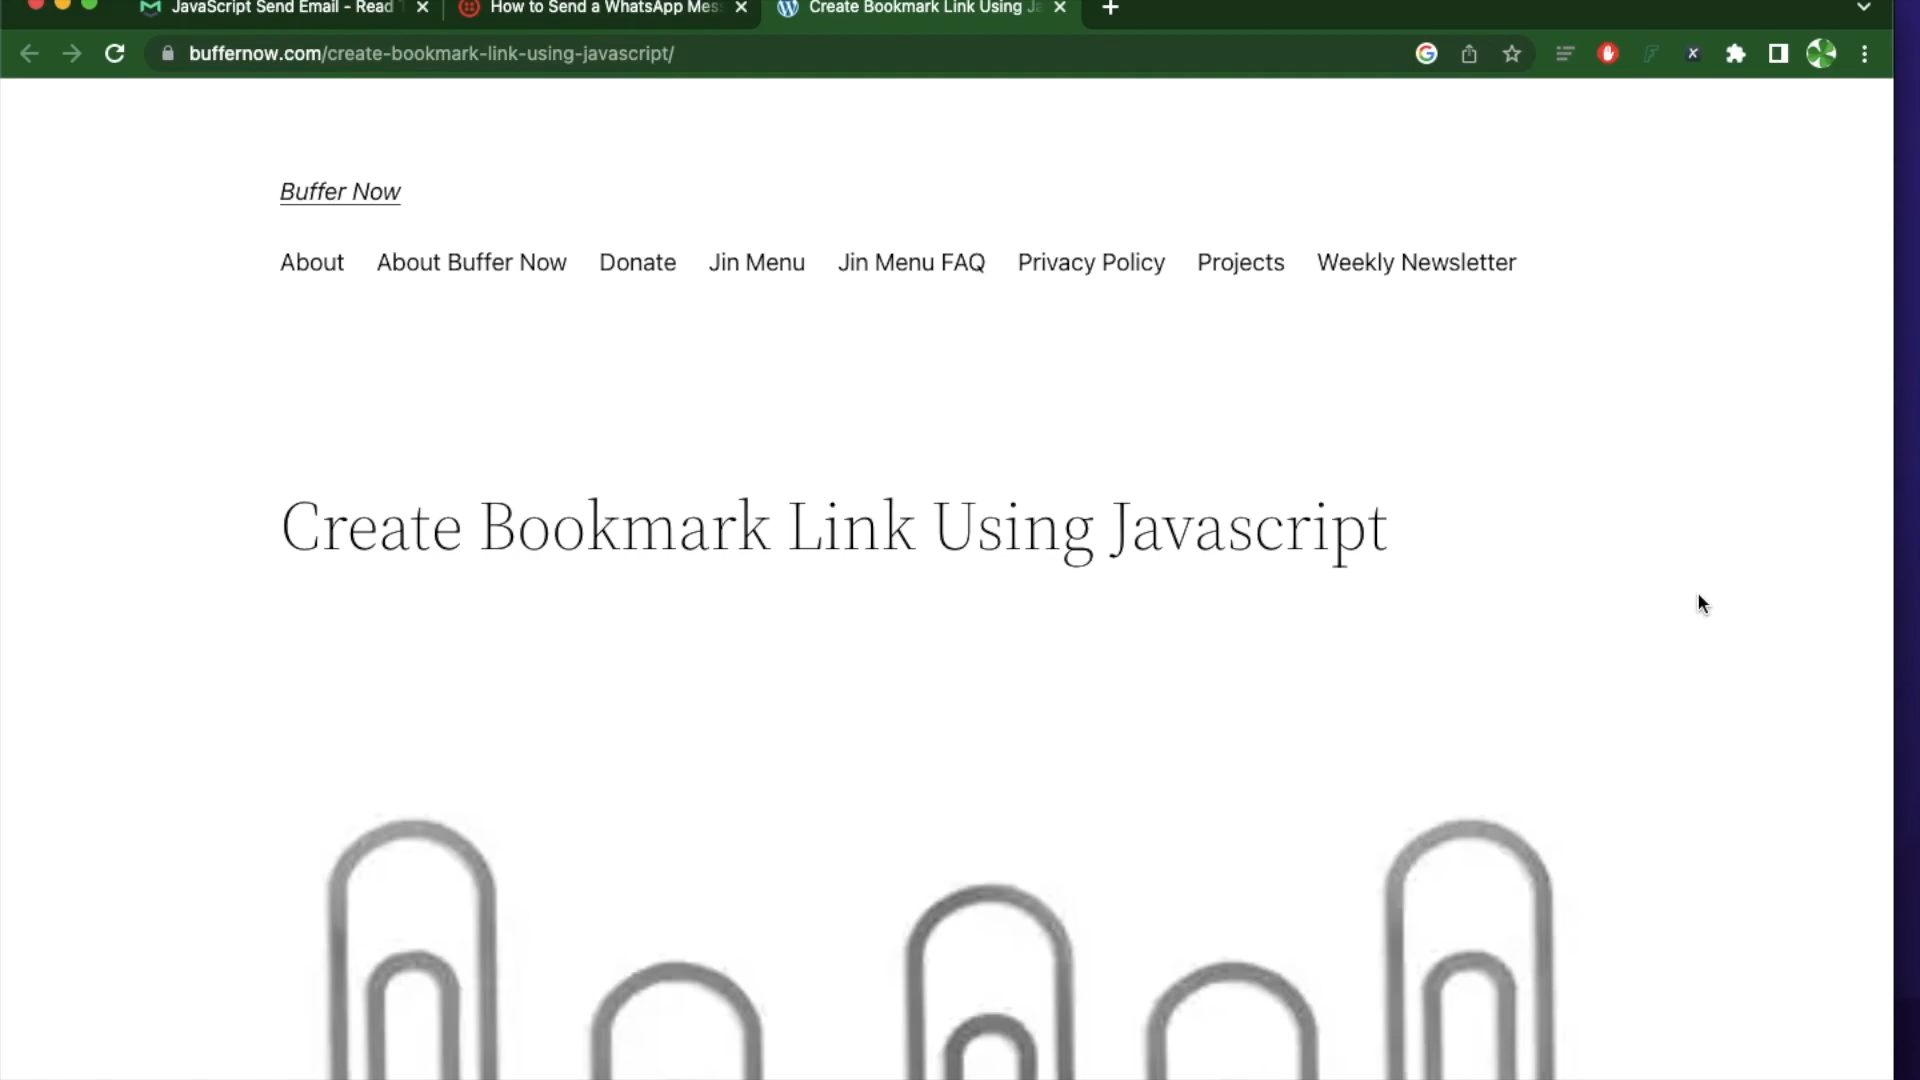 JavaScript Send Email - Read
How to Send a WhatsApp Mes
Create Bookmark Link Using Ja
buffernow.com/create-bookmark-link-using-javascript/
Buffer Now
About About Buffer Now Donate Jin Menu Jin Menu FAQ Privacy Policy Projects Weekly Newsletter
Create Bookmark Link Using Javascript